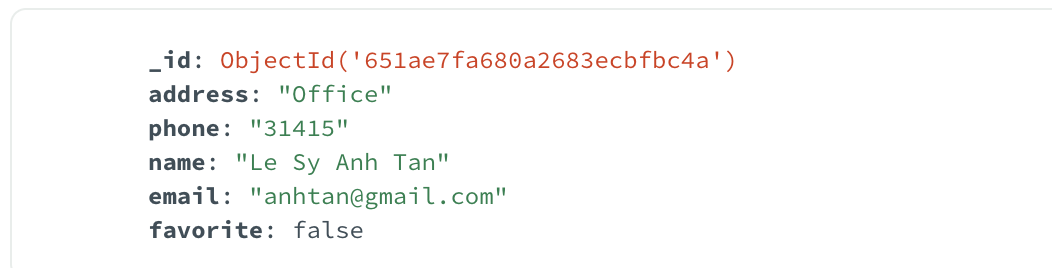 _id: ObjectId('651ae7fa680a2683ecbfbc4a')
address: "Office"
phone: "31415"
name: "Le Sy Anh Tan"
email: "anhtan@gmail.com"
favorite: false